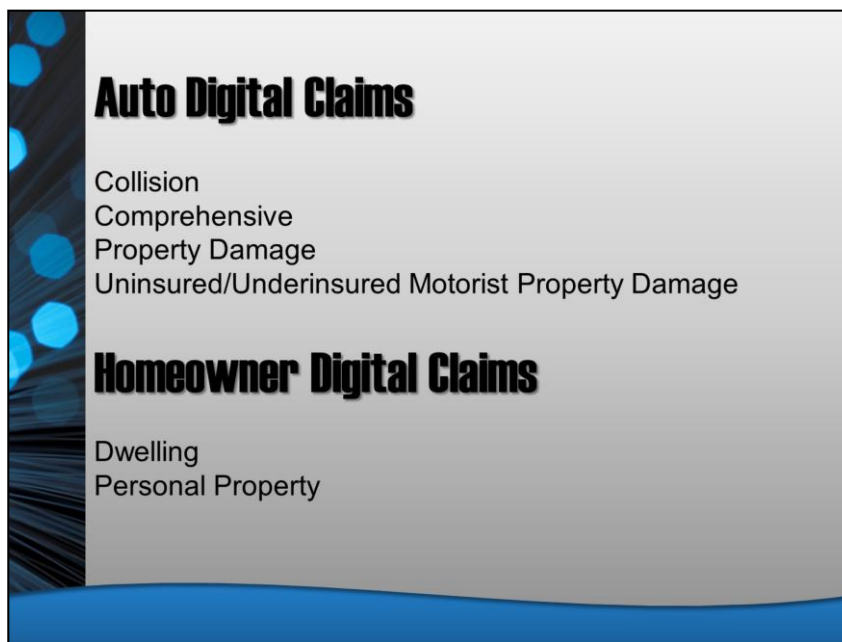 Auto Digital Claims
Collision
Comprehensive
Property Damage
Uninsured/Underinsured Motorist Property Damage
Homeowner Digital Claims
Dwelling
Personal Property